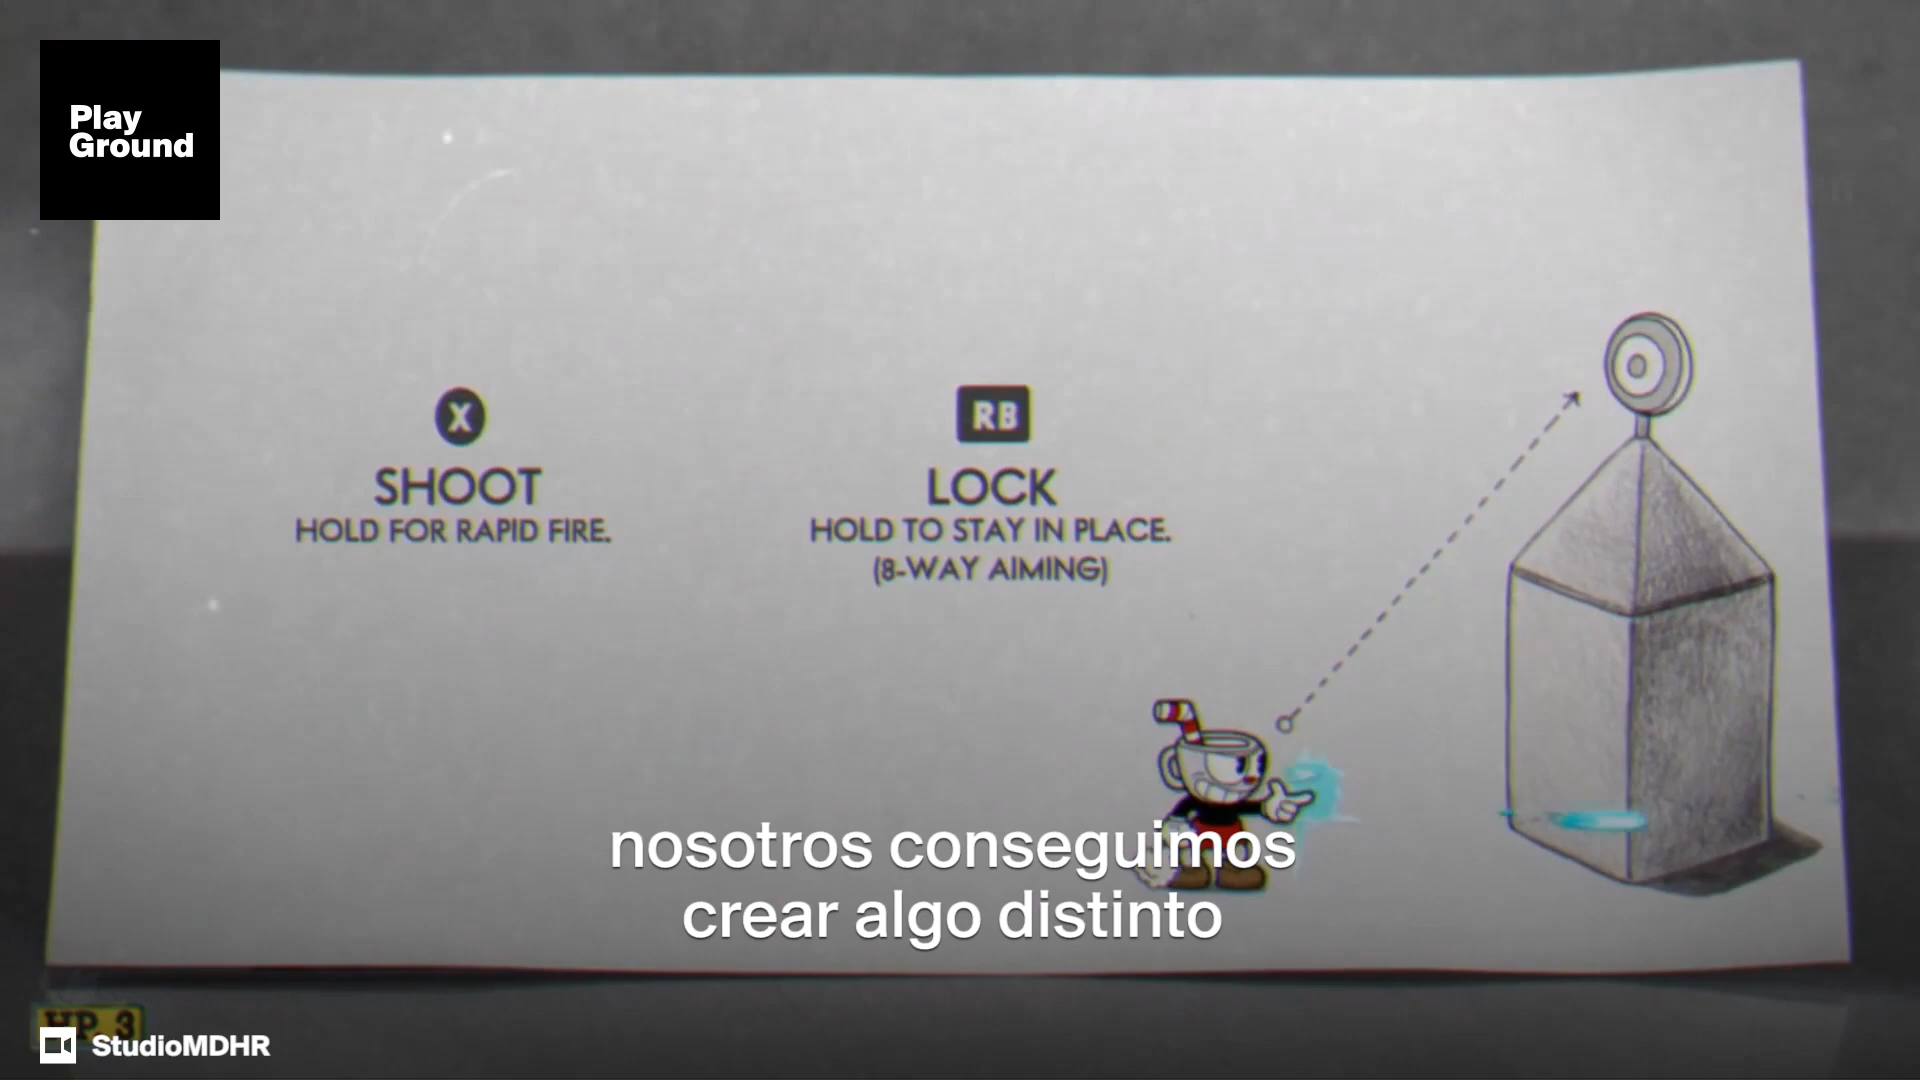 Play
Ground
X
SHOOT
HOLD FOR RAPID FIRE.
RB
LOCK
HOLD TO STAY IN PLACE.
(8-WAY AIMING)
nosotros conseguimos
crear algo distinto
HP. 3
StudioMDHR